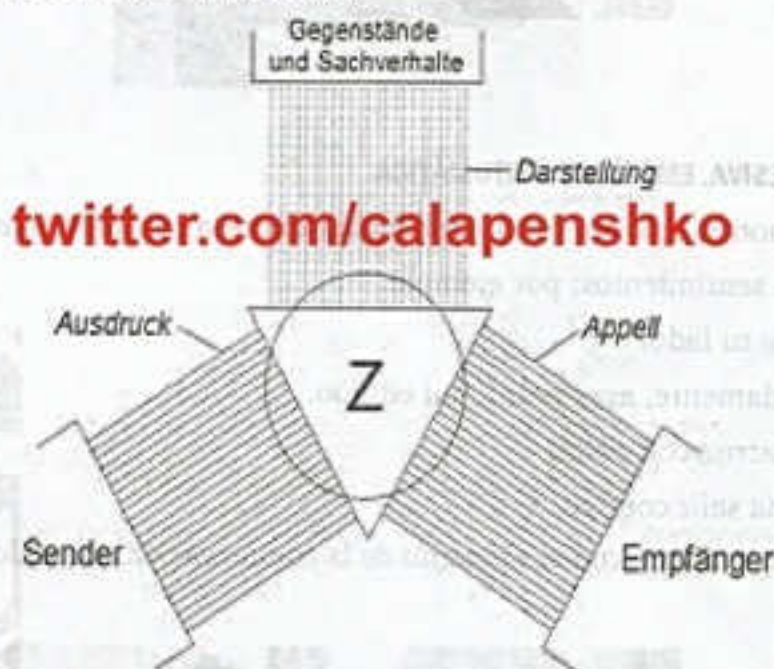 Gegenstände
und Sachverhalte
Darstellung
twitter.com/calapenshko
Ausdruck
Appell
Z
Sender
Empfänger